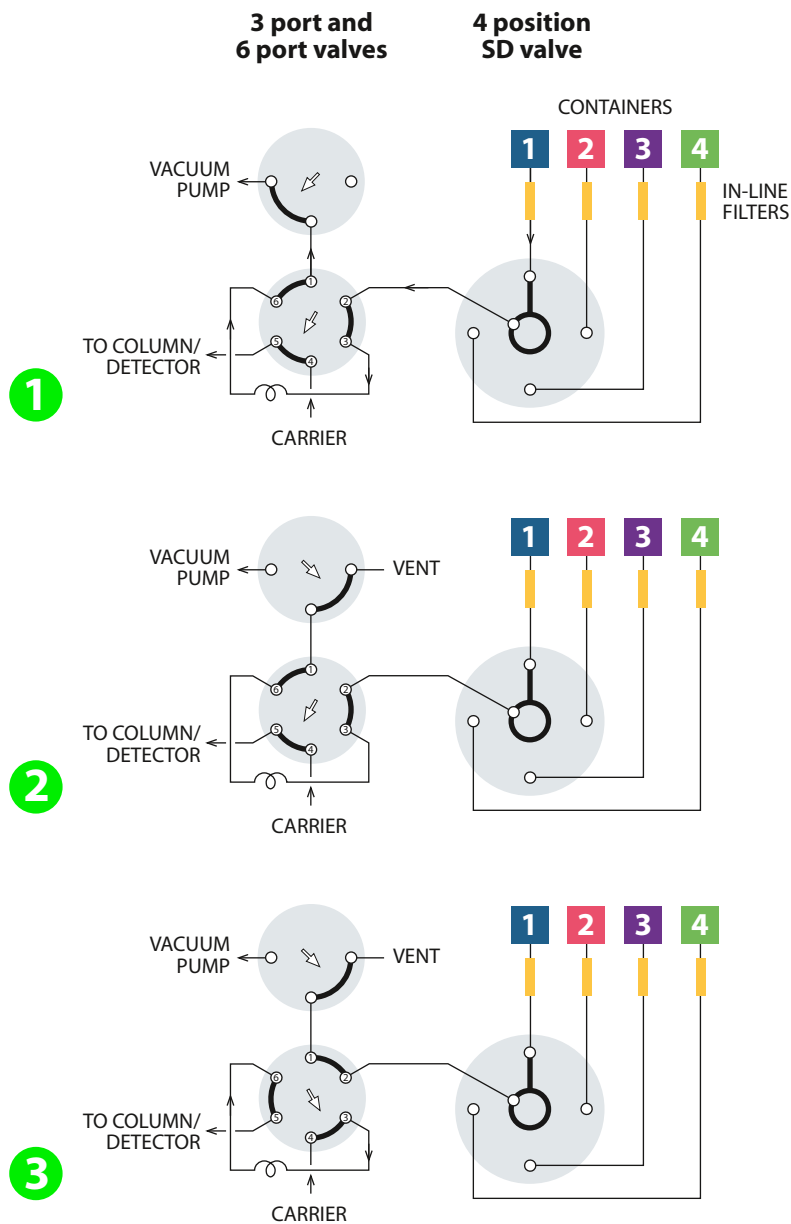 3 port and
6 port valves
4 position
SD valve
CONTAINERS
1 2 3 4
VACUUM
PUMP
IN-LINE
FILTERS
1
6
2
5
3
4
TO COLUMN/
DETECTOR
1
CARRIER
1 2 3 4
VACUUM
PUMP
VENT
1
6
2
5
3
4
TO COLUMN/
DETECTOR
2
CARRIER
1 2 3 4
VACUUM
PUMP
VENT
1
6
2
5
3
4
TO COLUMN/
DETECTOR
3
CARRIER